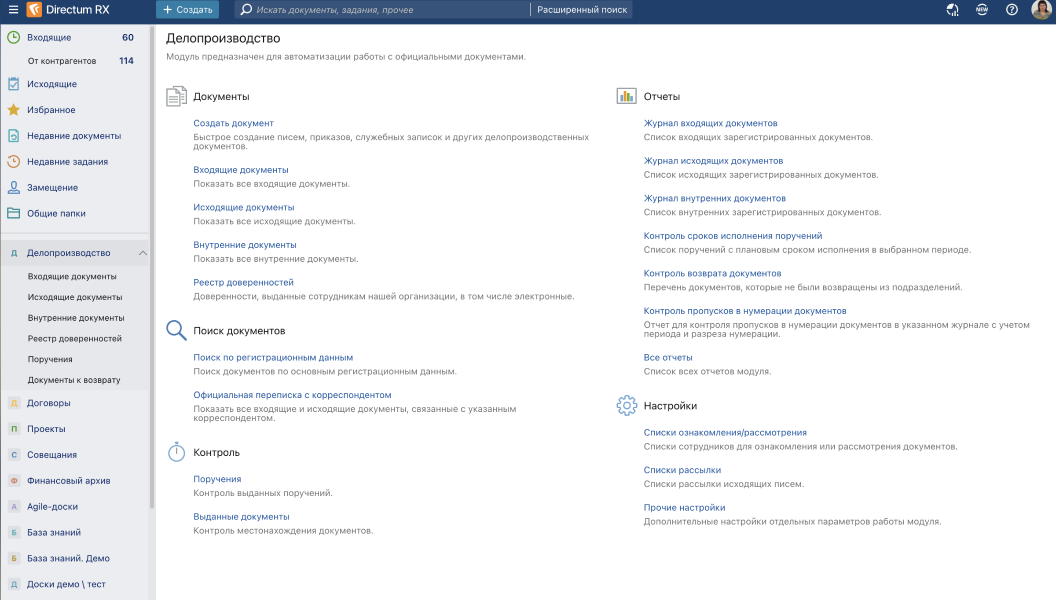 Directum RX
+ Создать
Искать документы, задания, прочее
Расширенный поиск
NEW
Входящие 60
От контрагентов 114
Исходящие
Избранное
Недавние документы
Недавние задания
Замещение
Общие папки
Д Делопроизводство
Входящие документы
Исходящие документы
Внутренние документы
Реестр доверенностей
Поручения
Документы к возврату
Д Договоры
П Проекты
С Совещания
Ф Финансовый архив
A Agile-доски
Б База знаний
Б База знаний. Демо
Д Доски демо \ тест
Делопроизводство
Модуль предназначен для автоматизации работы с официальными документами.
Документы
Создать документ
Быстрое создание писем, приказов, служебных записок и других делопроизводственных
документов.
Входящие документы
Показать все входящие документы.
Исходящие документы
Показать все исходящие документы.
Внутренние документы
Показать все внутренние документы.
Реестр доверенностей
Доверенности, выданные сотрудникам нашей организации, в том числе электронные.
Поиск документов
Поиск по регистрационным данным
Поиск документов по основным регистрационным данным.
Официальная переписка с корреспондентом
Показать все входящие и исходящие документы, связанные с указанным
корреспондентом.
Контроль
Поручения
Контроль выданных поручений.
Выданные документы
Контроль местонахождения документов.
Отчеты
Журнал входящих документов
Список входящих зарегистрированных документов.
Журнал исходящих документов
Список исходящих зарегистрированных документов.
Журнал внутренних документов
Список внутренних зарегистрированных документов.
Контроль сроков исполнения поручений
Список поручений с плановым сроком исполнения в выбранном периоде.
Контроль возврата документов
Перечень документов, которые не были возвращены из подразделений.
Контроль пропусков в нумерации документов
Отчет для контроля пропусков в нумерации документов в указанном журнале с учетом
периода и разреза нумерации.
Все отчеты
Список всех отчетов модуля.
Настройки
Списки ознакомления/рассмотрения
Списки сотрудников для ознакомления или рассмотрения документов.
Списки рассылки
Списки рассылки исходящих писем.
Прочие настройки
Дополнительные настройки отдельных параметров работы модуля.